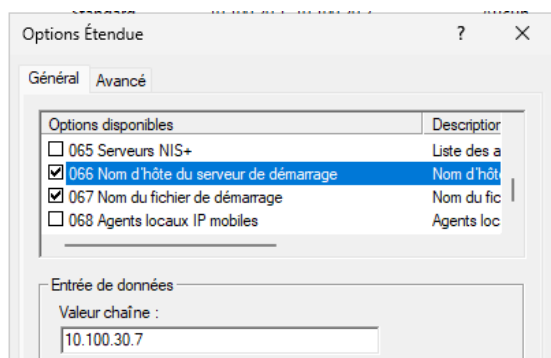 Options Étendue ? ✕
Général Avancé
Options disponibles Description
065 Serveurs NIS+ Liste des a
066 Nom d'hôte du serveur de démarrage Nom d'hôt
067 Nom du fichier de démarrage Nom du fic
068 Agents locaux IP mobiles Agents loc
Entrée de données
Valeur chaîne :
10.100.30.7